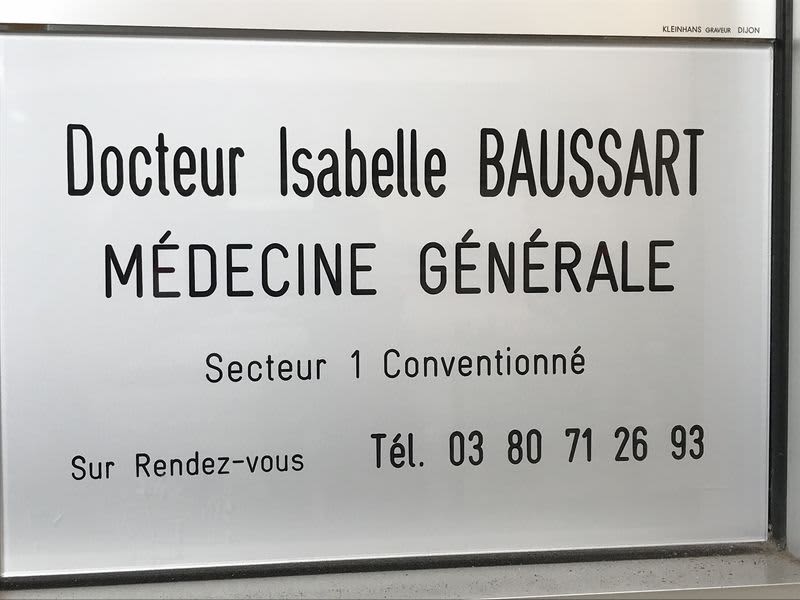 KLEINHANS GRAVEUR DIJON
Docteur Isabelle BAUSSART
MÉDECINE GÉNÉRALE
Secteur 1 Conventionné
Sur Rendez-vous Tél. 03 80 71 26 93